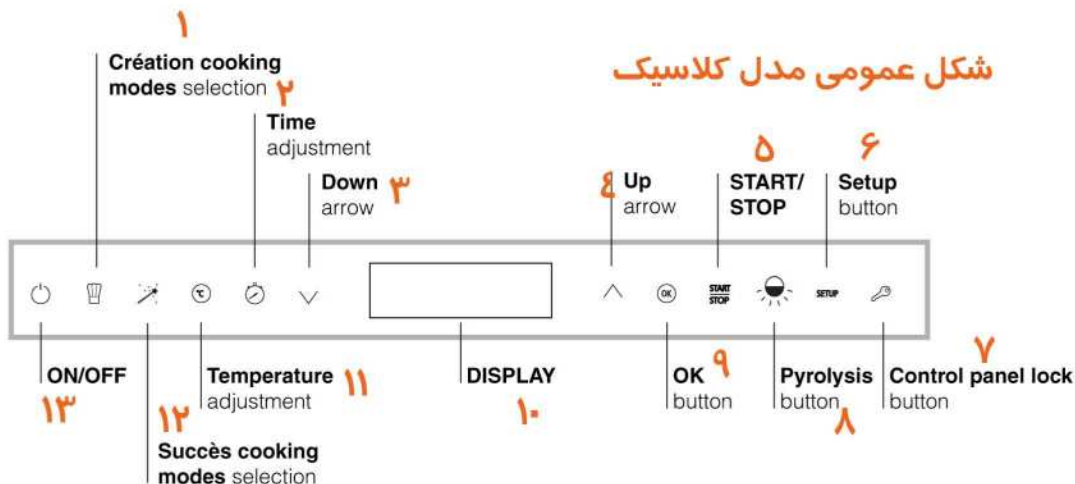 شکل عمومی مدل کلاسیک
۱
Création cooking
modes selection
۲
Time
adjustment
۳
Down
arrow
۴
Up
arrow
۵
START/
STOP
۶
Setup
button
°C
OK
START
STOP
SETUP
ON/OFF
۱۳
۱۲
Succès cooking
modes selection
Temperature
adjustment
۱۱
DISPLAY
۱۰
OK
button
۹
Pyrolysis
button
۸
Control panel lock
button
۷